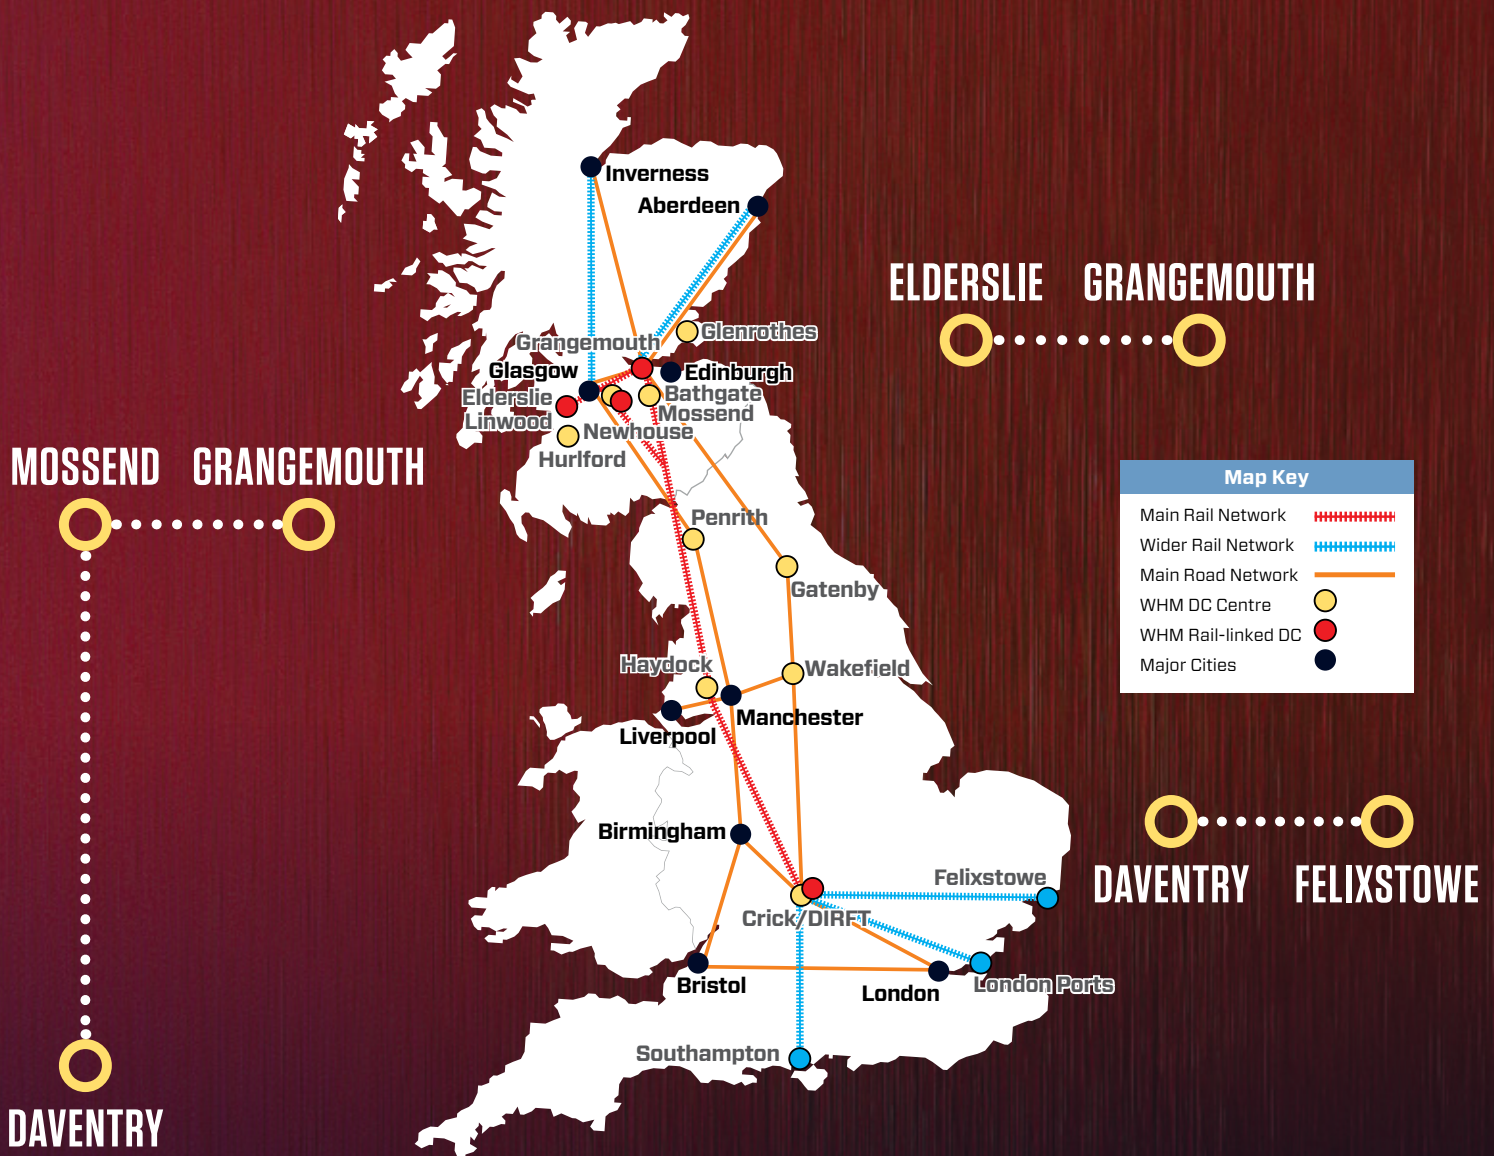 Inverness
Aberdeen
ELDERSLIE GRANGEMOUTH
Glenrothes
Grangemouth
Glasgow
Edinburgh
Elderslie
Bathgate
Linwood
Mossend
Newhouse
Hurlford
MOSSEND GRANGEMOUTH
Map Key
Main Rail Network
Wider Rail Network
Main Road Network
WHM DC Centre
WHM Rail-linked DC
Major Cities
Penrith
Gatenby
Haydock
Wakefield
Manchester
Liverpool
Birmingham
Felixstowe
DAVENTRY FELIXSTOWE
Crick/DIRFT
Bristol
London
London Ports
Southampton
DAVENTRY